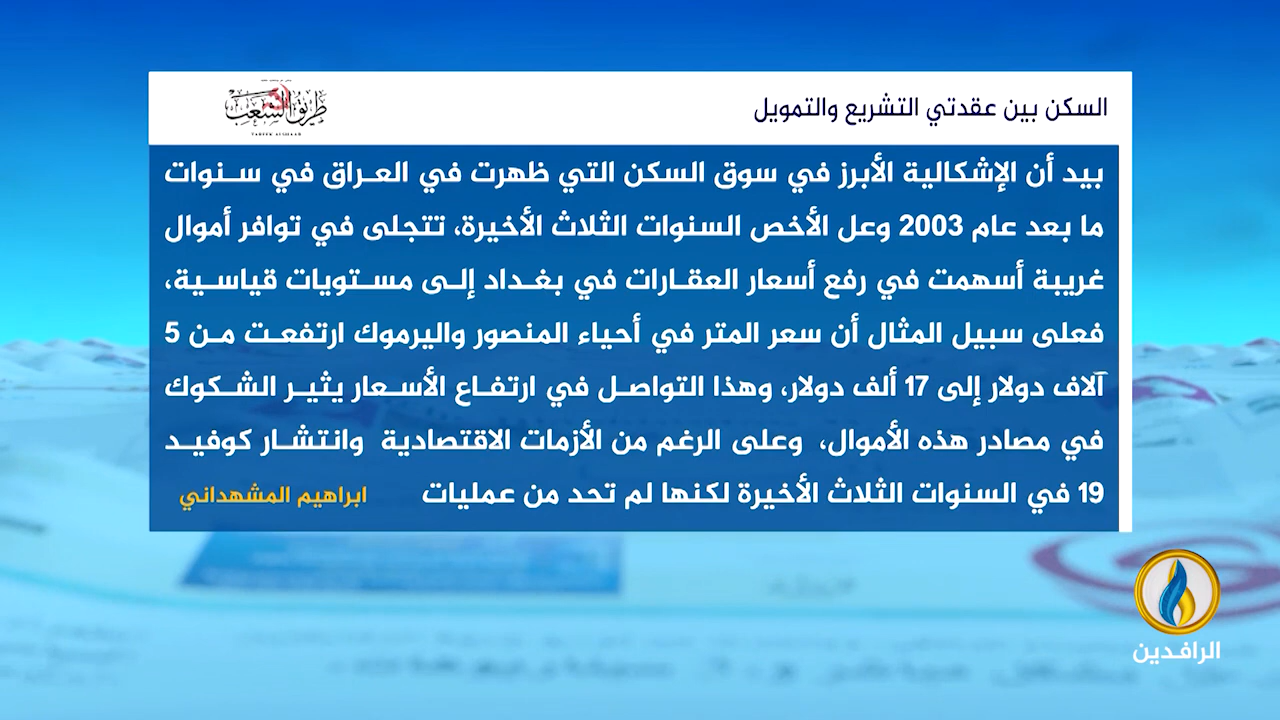 السكن بين عقدتي التشريع والتمويل
طريق الشعب
TAREEK ALSHAAB
بيد أن الإشكالية الأبرز في سوق السكن التي ظهرت في العراق في سنوات
ما بعد عام 2003 وعل الأخص السنوات الثلاث الأخيرة، تتجلى في توافر أموال
غريبة أسهمت في رفع أسعار العقارات في بغداد إلى مستويات قياسية،
فعلى سبيل المثال أن سعر المتر في أحياء المنصور واليرموك ارتفعت من 5
آلاف دولار إلى 17 ألف دولار، وهذا التواصل في ارتفاع الأسعار يثير الشكوك
في مصادر هذه الأموال، وعلى الرغم من الأزمات الاقتصادية وانتشار كوفيد
19 في السنوات الثلاث الأخيرة لكنها لم تحد من عمليات
ابراهيم المشهداني
الرافدين